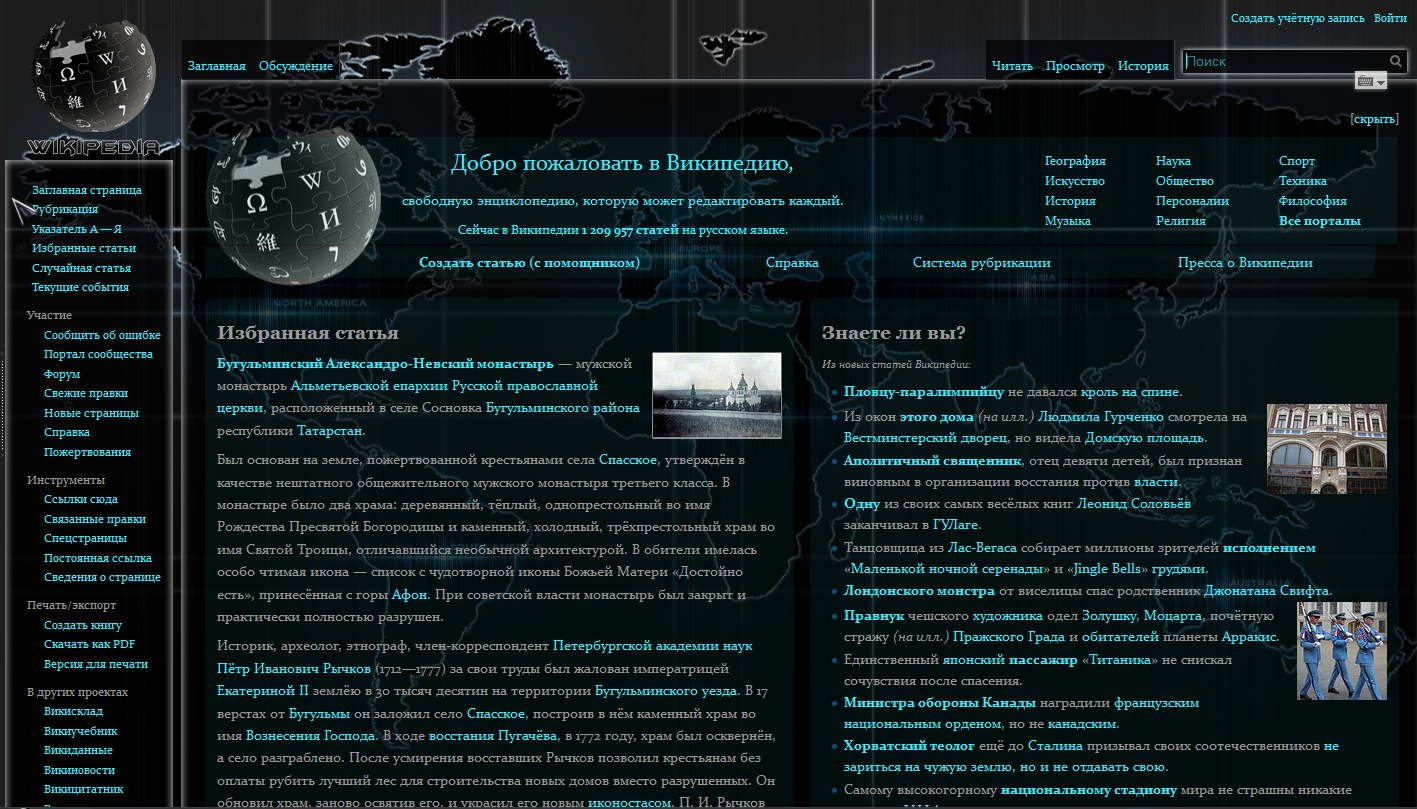 Создать учётную запись Войти
Заглавная Обсуждение
Читать Просмотр История
Поиск
WIKIPEDIA
[скрыть]
Заглавная страница
Рубрикация
Указатель А — Я
Избранные статьи
Случайная статья
Текущие события
Участие
Сообщить об ошибке
Портал сообщества
Форум
Свежие правки
Новые страницы
Справка
Пожертвования
Инструменты
Ссылки сюда
Связанные правки
Спецстраницы
Постоянная ссылка
Сведения о странице
Печать/экспорт
Создать книгу
Скачать как PDF
Версия для печати
В других проектах
Викисклад
Викиучебник
Викиданные
Викиновости
Викицитатник
Добро пожаловать в Википедию,
свободную энциклопедию, которую может редактировать каждый.
Сейчас в Википедии 1 209 957 статей на русском языке.
География Наука Спорт
Искусство Общество Техника
История Персоналии Философия
Музыка Религия Все порталы
Создать статью (с помощником) Справка Система рубрикации Пресса о Википедии
NORTH AMERICA
EUROPE
ASIA
AUSTRALIA
Избранная статья
Бугульминский Александро-Невский монастырь — мужской
монастырь Альметьевской епархии Русской православной
церкви, расположенный в селе Сосновка Бугульминского района
республики Татарстан.
Был основан на земле, пожертвованной крестьянами села Спасское, утверждён в
качестве нештатного общежительного мужского монастыря третьего класса. В
монастыре было два храма: деревянный, тёплый, однопрестольный во имя
Рождества Пресвятой Богородицы и каменный, холодный, трёхпрестольный храм во
имя Святой Троицы, отличавшийся необычной архитектурой. В обители имелась
особо чтимая икона — список с чудотворной иконы Божьей Матери «Достойно
есть», принесённая с горы Афон. При советской власти монастырь был закрыт и
практически полностью разрушен.
Историк, археолог, этнограф, член-корреспондент Петербургской академии наук
Пётр Иванович Рычков (1712—1777) за свои труды был жалован императрицей
Екатериной II землёю в 30 тысяч десятин на территории Бугульминского уезда. В 17
верстах от Бугульмы он заложил село Спасское, построив в нём каменный храм во
имя Вознесения Господа. В ходе восстания Пугачёва, в 1772 году, храм был осквернён,
а село разграблено. После усмирения восставших Рычков позволил крестьянам без
оплаты рубить лучший лес для строительства новых домов вместо разрушенных. Он
обновил храм, заново освятив его, и украсил его новым иконостасом. П. И. Рычков
Знаете ли вы?
Из новых статей Википедии:
Пловцу-паралимпийцу не давался кроль на спине.
Из окон этого дома (на илл.) Людмила Гурченко смотрела на
Вестминстерский дворец, но видела Домскую площадь.
Аполитичный священник, отец девяти детей, был признан
виновным в организации восстания против власти.
Одну из своих самых весёлых книг Леонид Соловьёв
заканчивал в ГУЛаге.
Танцовщица из Лас-Вегаса собирает миллионы зрителей исполнением
«Маленькой ночной серенады» и «Jingle Bells» грудями.
Лондонского монстра от виселицы спас родственник Джонатана Свифта.
Правнук чешского художника одел Золушку, Моцарта, почётную
стражу (на илл.) Пражского Града и обитателей планеты Арракис.
Единственный японский пассажир «Титаника» не снискал
сочувствия после спасения.
Министра обороны Канады наградили французским
национальным орденом, но не канадским.
Хорватский теолог ещё до Сталина призывал своих соотечественников не
зариться на чужую землю, но и не отдавать свою.
Самому высокогорному национальному стадиону мира не страшны никакие